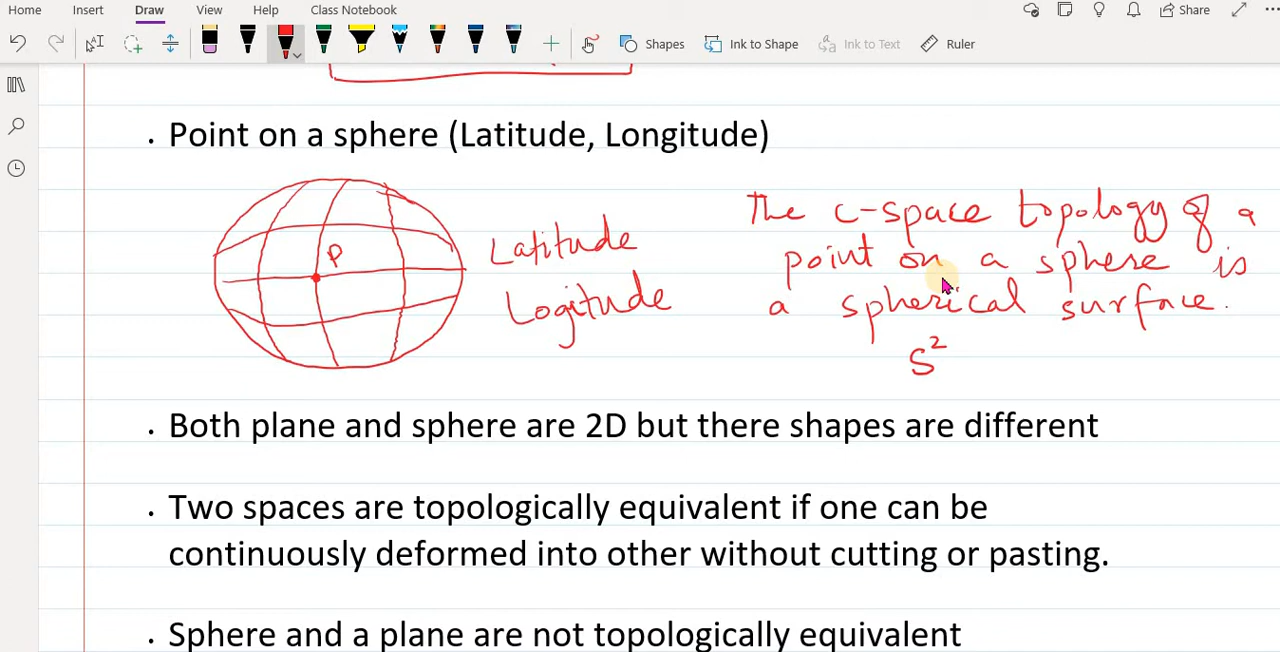 Home Insert Draw View Help Class Notebook Share
Shapes Ink to Shape Ink to Text Ruler
. Point on a sphere (Latitude, Longitude)
P
Latitude
Logitude
The c-space topology of a
point on a sphere is
a spherical surface.
S²
. Both plane and sphere are 2D but there shapes are different
. Two spaces are topologically equivalent if one can be
continuously deformed into other without cutting or pasting.
. Sphere and a plane are not topologically equivalent